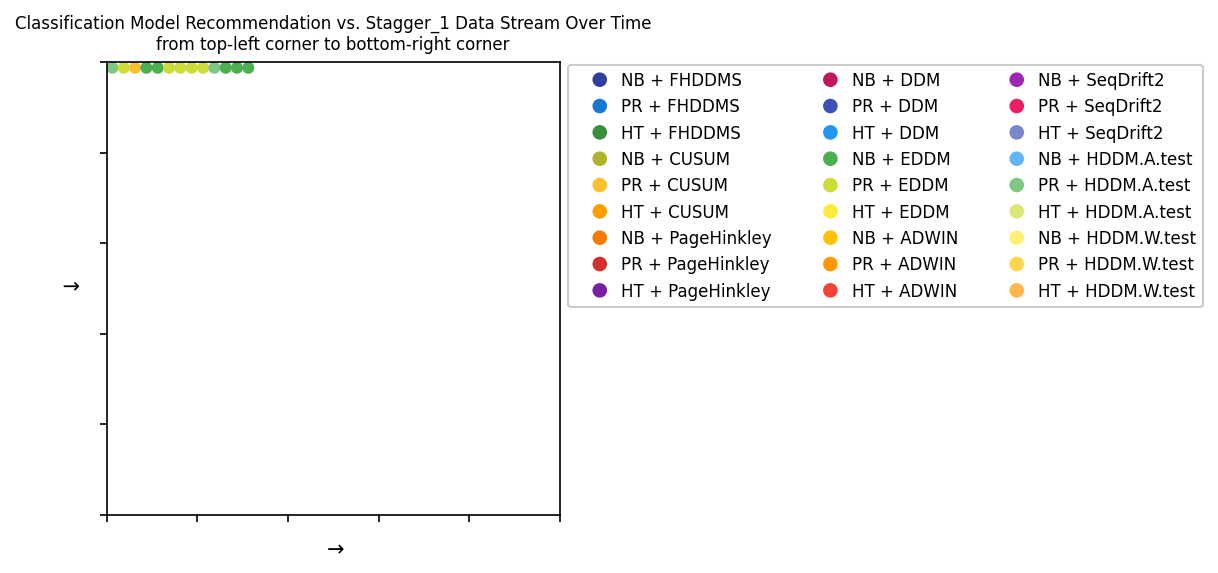 Classification Model Recommendation vs. Stagger_1 Data Stream Over Time
from top-left corner to bottom-right corner
→
→
NB + FHDDMS
PR + FHDDMS
HT + FHDDMS
NB + CUSUM
PR + CUSUM
HT + CUSUM
NB + PageHinkley
PR + PageHinkley
HT + PageHinkley
NB + DDM
PR + DDM
HT + DDM
NB + EDDM
PR + EDDM
HT + EDDM
NB + ADWIN
PR + ADWIN
HT + ADWIN
NB + SeqDrift2
PR + SeqDrift2
HT + SeqDrift2
NB + HDDM.A.test
PR + HDDM.A.test
HT + HDDM.A.test
NB + HDDM.W.test
PR + HDDM.W.test
HT + HDDM.W.test